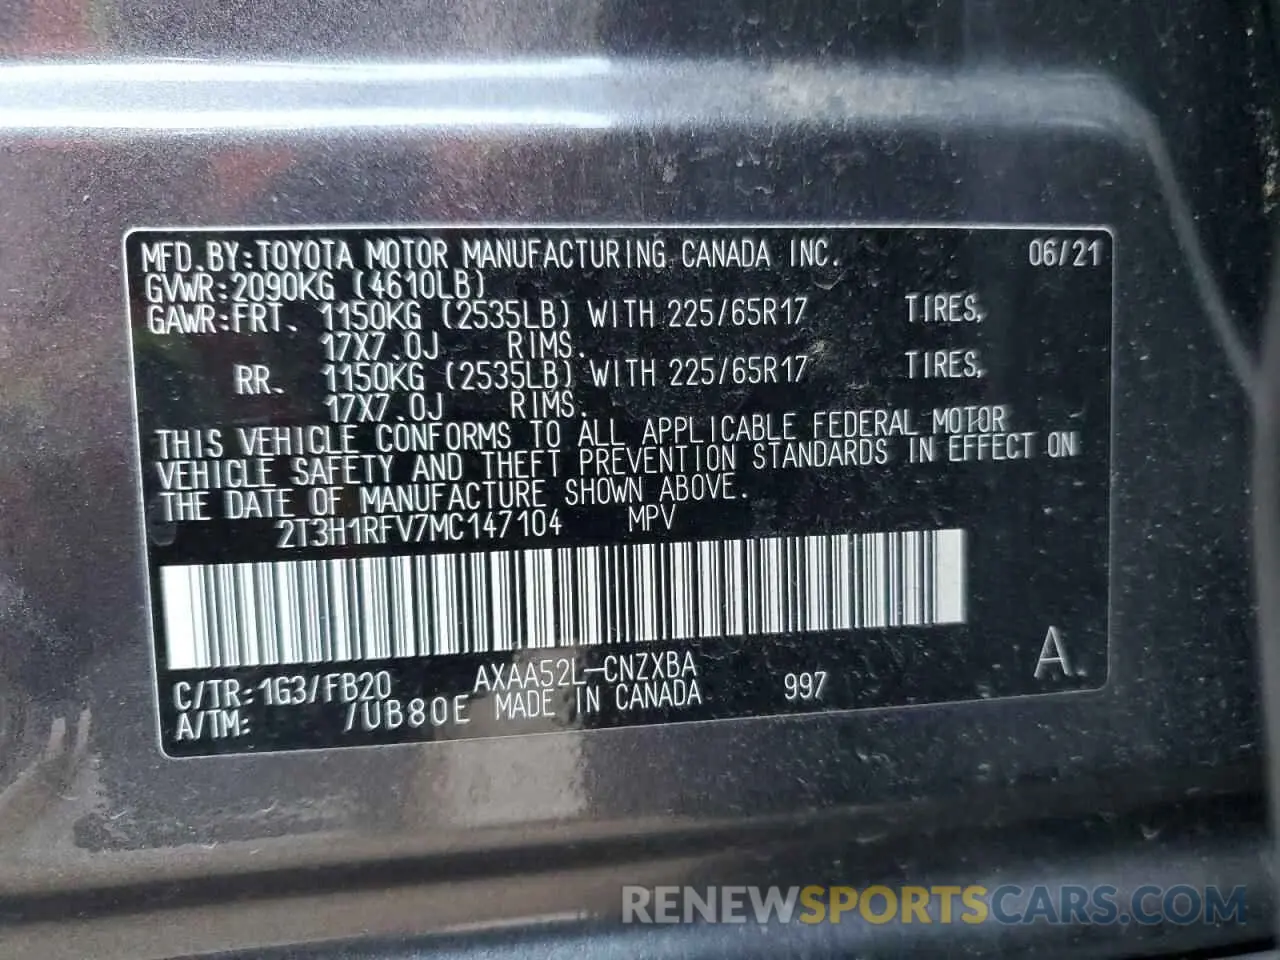 MFD.BY:TOYOTA MOTOR MANUFACTURING CANADA INC. 06/21
GVWR:2090KG (4610LB)
GAWR:FRT. 1150KG (2535LB) WITH 225/65R17 TIRES,
17X7.0J RIMS.
RR. 1150KG (2535LB) WITH 225/65R17 TIRES,
17X7.0J RIMS.
THIS VEHICLE CONFORMS TO ALL APPLICABLE FEDERAL MOTOR
VEHICLE SAFETY AND THEFT PREVENTION STANDARDS IN EFFECT ON
THE DATE OF MANUFACTURE SHOWN ABOVE.
2T3H1RFV7MC147104 MPV
C/TR:1G3/FB20 AXAA52L-CNZXBA A.
A/TM: /UB80E MADE IN CANADA 997
RENEWSPORTSCARS.COM